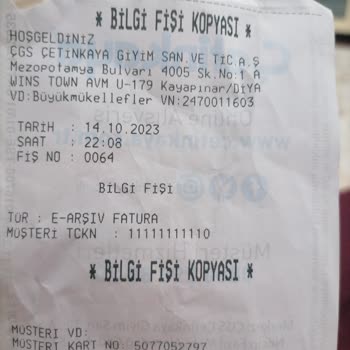 * BİLGİ FİŞİ KOPYASI *
HOŞGELDİNİZ
ÇGS ÇETİNKAYA GİYİM SAN.VE TİC.A.Ş
Mezopotamya Bulvarı 4005 Sk.No:1 A
WINS TOWN AVM U-179 Kayapınar/DİYA
VD:Büyükmükellefler VN:2470011603
TARİH : 14.10.2023
SAAT : 22:08
FİŞ NO : 0064
BİLGİ FİŞİ
TÜR : E-ARŞİV FATURA
MÜŞTERİ TCKN : 11111111110
* BİLGİ FİŞİ KOPYASI *
MÜŞTERİ VD:
MÜŞTERİ KART NO 5077052797